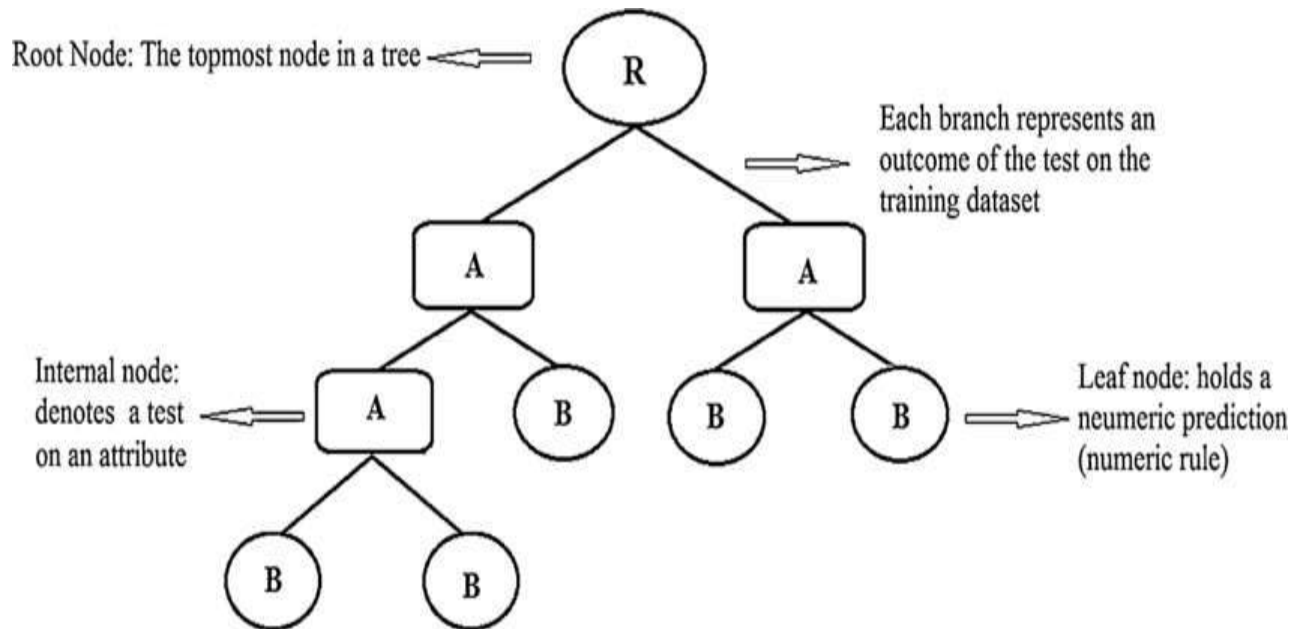 Root Node: The topmost node in a tree
R
Each branch represents an
outcome of the test on the
training dataset
A
A
Internal node:
denotes a test
on an attribute
A
B
B
B
Leaf node: holds a
neumeric prediction
(numeric rule)
B
B